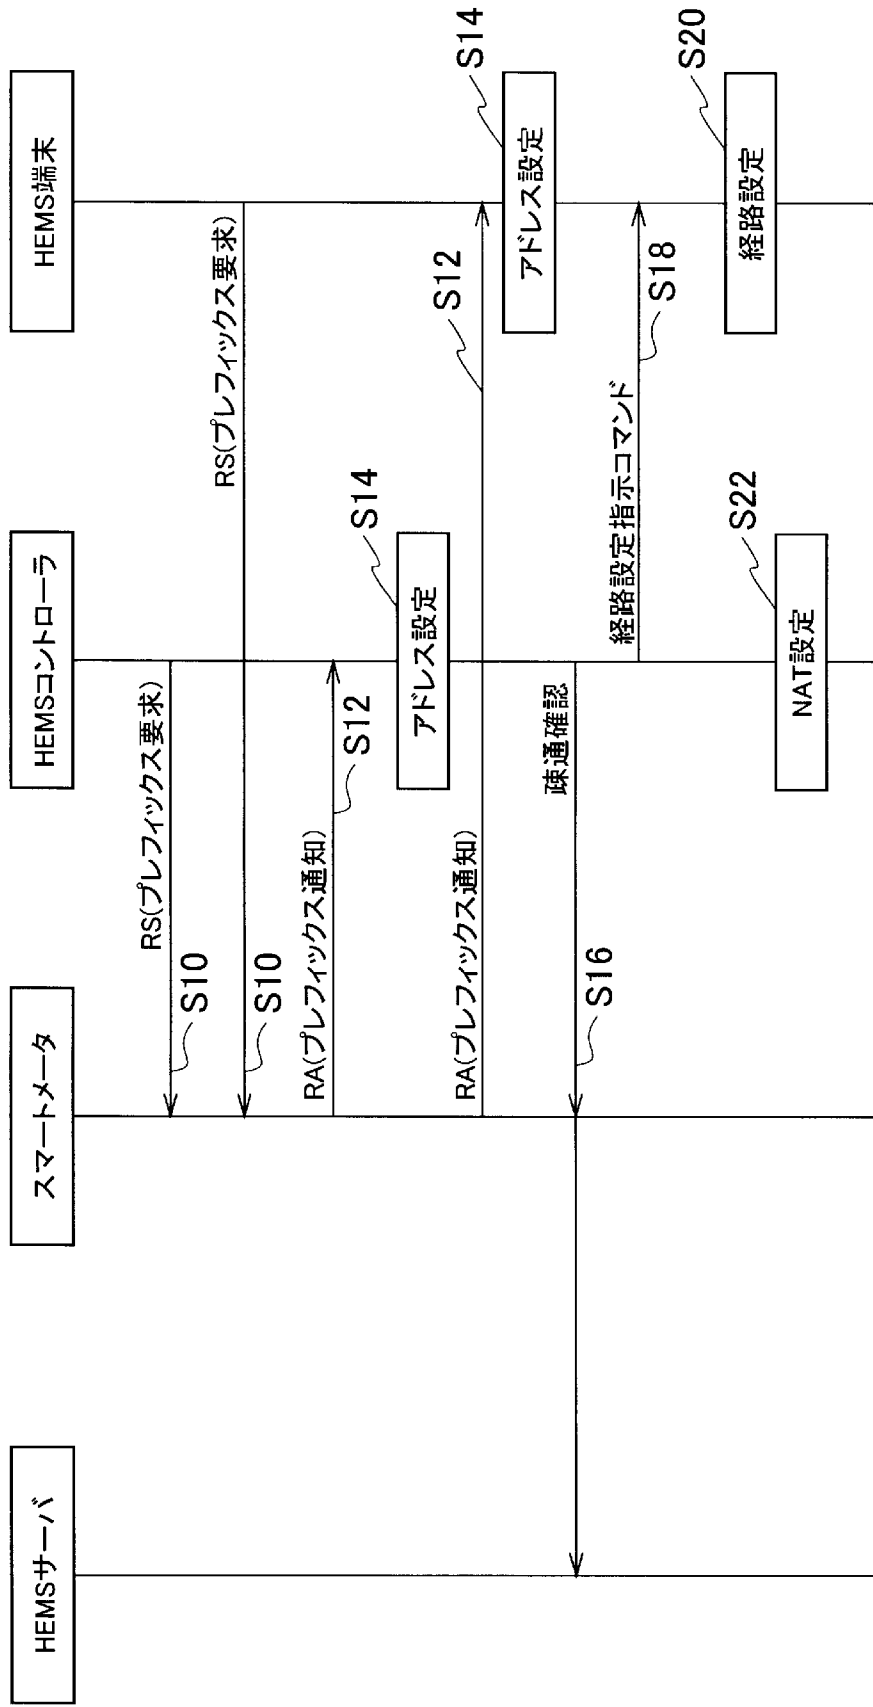 HEMSサーバ
スマートメータ
HEMSコントローラ
HEMS端末
RS(プレフィックス要求)
S10
RS(プレフィックス要求)
S10
RA(プレフィックス通知)
S12
アドレス設定
S14
RA(プレフィックス通知)
S12
アドレス設定
S14
疎通確認
S16
経路設定指示コマンド
S18
経路設定
S20
NAT設定
S22